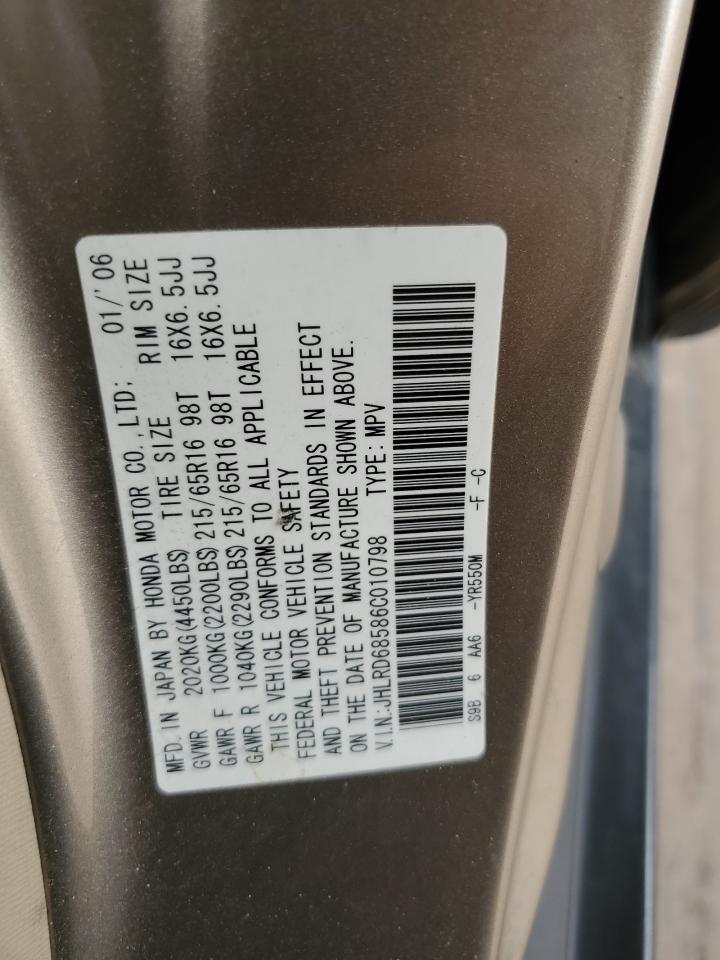 MFD. IN JAPAN BY HONDA MOTOR CO., LTD; 01/'06
GVWR 2020KG(4450LBS) TIRE SIZE RIM SIZE
GAWR F 1000KG(2200LBS) 215/65R16 98T 16X6.5JJ
GAWR R 1040KG(2290LBS) 215/65R16 98T 16X6.5JJ
THIS VEHICLE CONFORMS TO ALL APPLICABLE
FEDERAL MOTOR VEHICLE SAFETY
AND THEFT PREVENTION STANDARDS IN EFFECT
ON THE DATE OF MANUFACTURE SHOWN ABOVE.
V.I.N:JHLRD68586C010798 TYPE: MPV
S9B 6 AA6 -YR550M -F -C